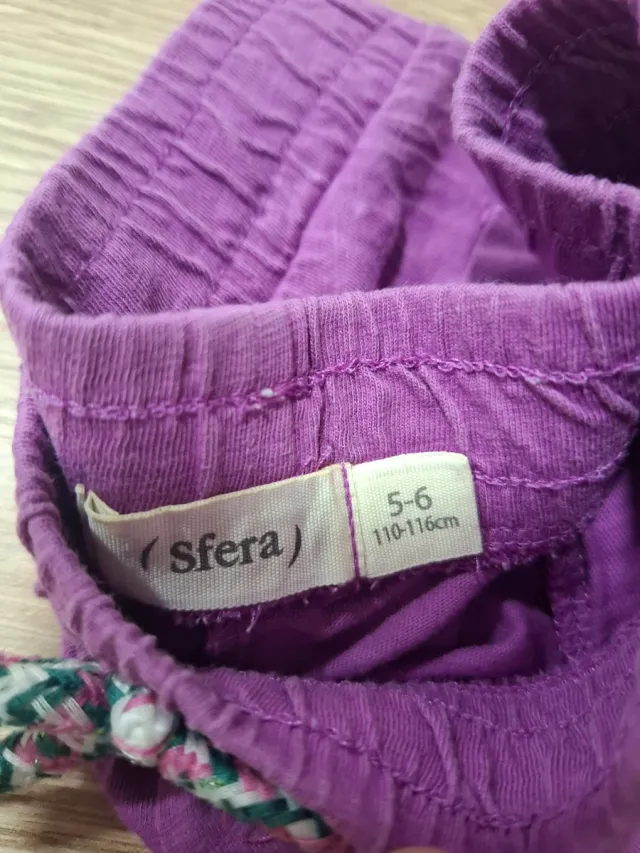 ( sfera )
5-6
110-116cm